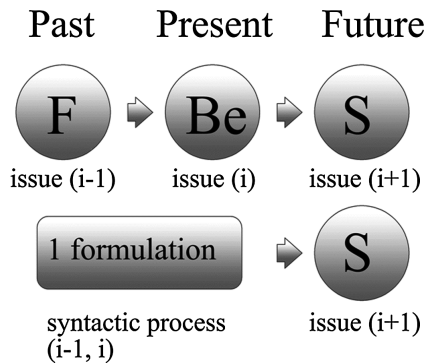 Past Present Future
F Be S
issue (i-1) issue (i) issue (i+1)
1 formulation S
syntactic process issue (i+1)
(i-1, i)